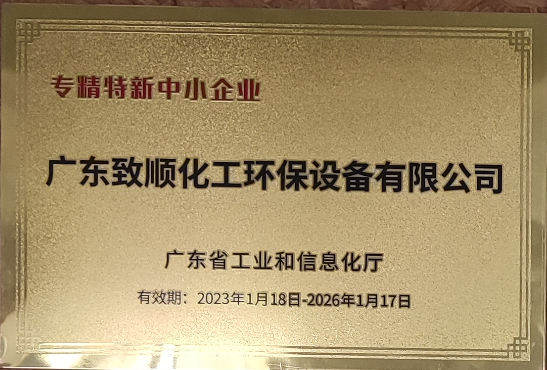 专精特新中小企业
广东致顺化工环保设备有限公司
广东省工业和信息化厅
有效期：2023年1月18日-2026年1月17日